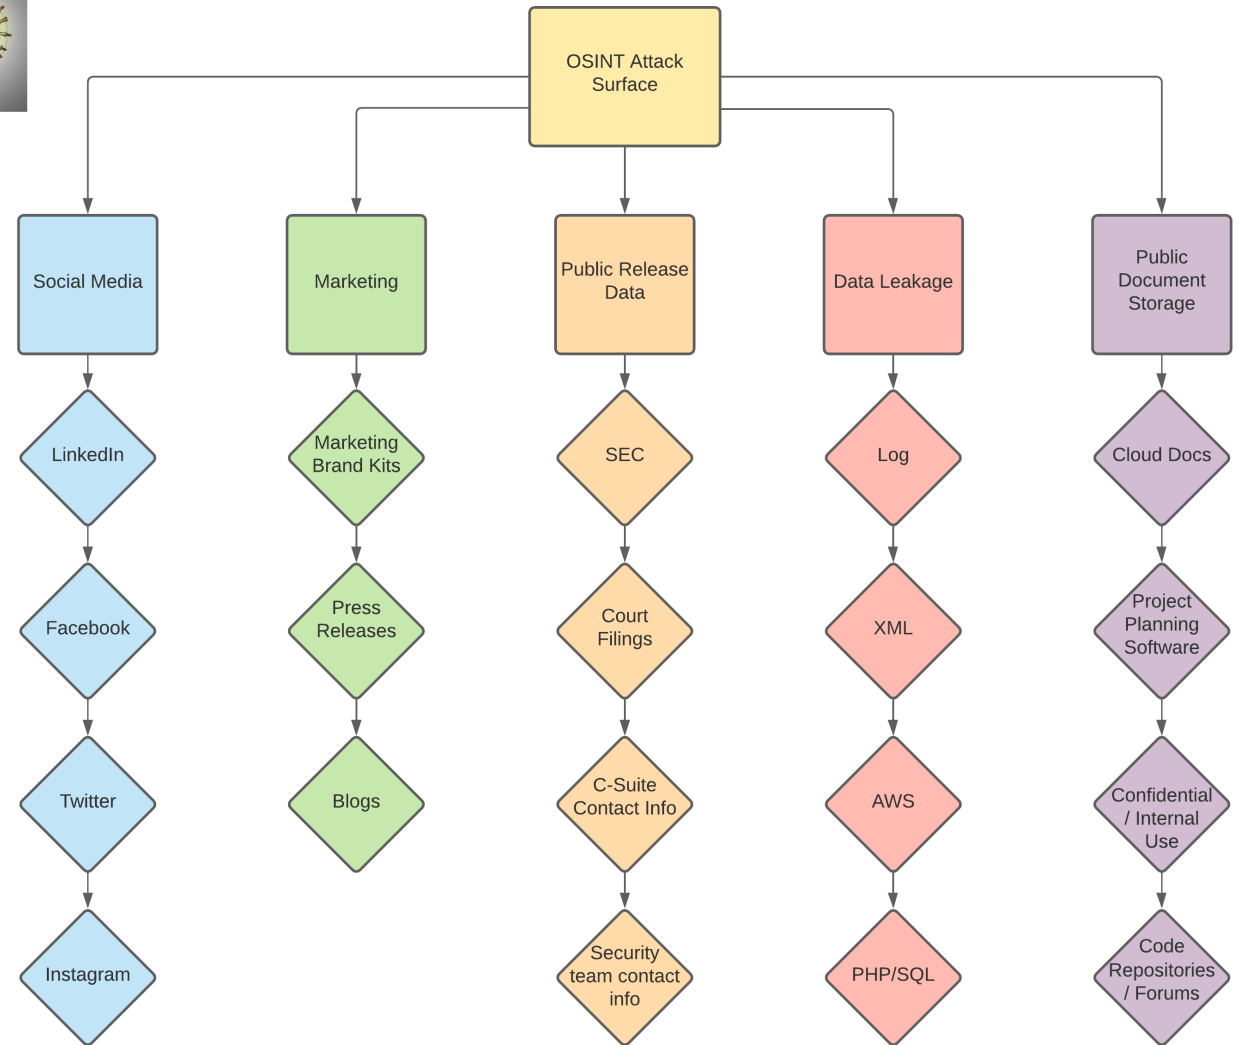 OSINT Attack
Surface
Social Media
Marketing
Public Release
Data
Data Leakage
Public
Document
Storage
LinkedIn
Marketing
Brand Kits
SEC
Log
Cloud Docs
Facebook
Press
Releases
Court
Filings
XML
Project
Planning
Software
Twitter
Blogs
C-Suite
Contact Info
AWS
Confidential
/ Internal
Use
Instagram
Security
team contact
info
PHP/SQL
Code
Repositories
/ Forums